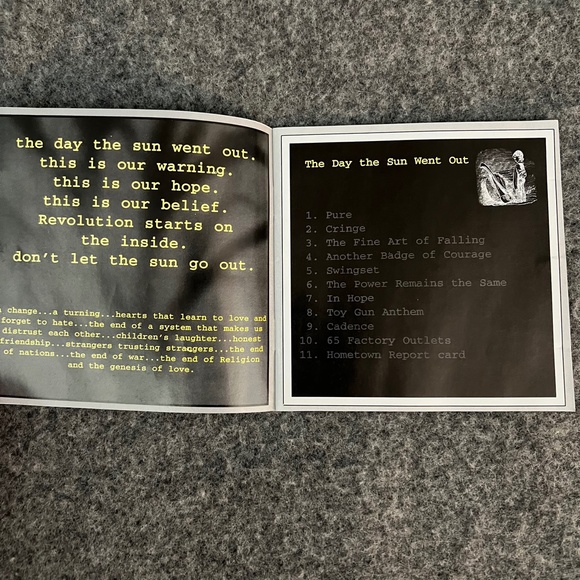 the day the sun went out.
this is our warning.
this is our hope.
this is our belief.
Revolution starts on
the inside.
don't let the sun go out.
change...a turning...hearts that learn to love and
forget to hate...the end of a system that makes us
distrust each other...children's laughter...honest
friendship...strangers trusting strangers...the end
of nations...the end of war...the end of Religion
and the genesis of love.
The Day the Sun Went Out
1. Pure
2. Cringe
3. The Fine Art of Falling
4. Another Badge of Courage
5. Swingset
6. The Power Remains the Same
7. In Hope
8. Toy Gun Anthem
9. Cadence
10. 65 Factory Outlets
11. Hometown Report card